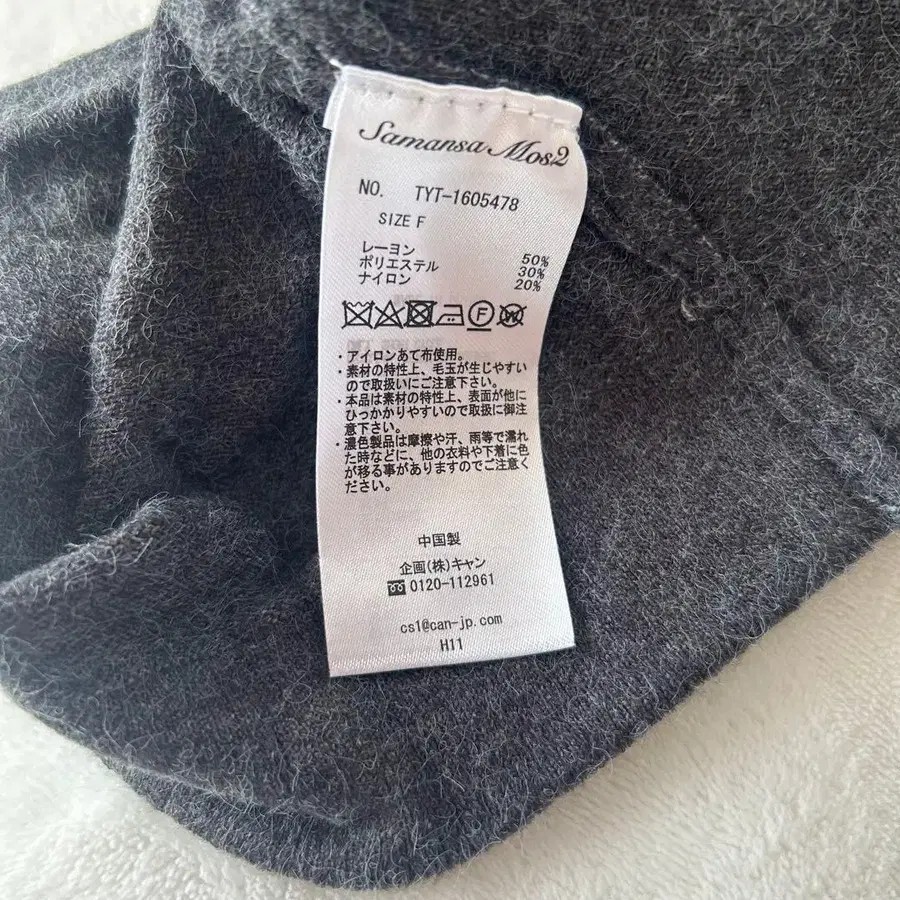 Samansa Mos2
NO. TYT-1605478
SIZE F
レーヨン 50%
ポリエステル 30%
ナイロン 20%
F W
・アイロンあて布使用。
・素材の特性上、毛玉が生じやすい
ので取扱いにご注意下さい。
・本品は素材の特性上、表面が他に
ひっかかりやすいので取扱に御注
意下さい。
・濃色製品は摩擦や汗、雨等で濡れ
た時などに、他の衣料や下着に色
が移る事がありますのでご注意く
ださい。
中国製
企画(株)キャン
0120-112961
cs1@can-jp.com
H11